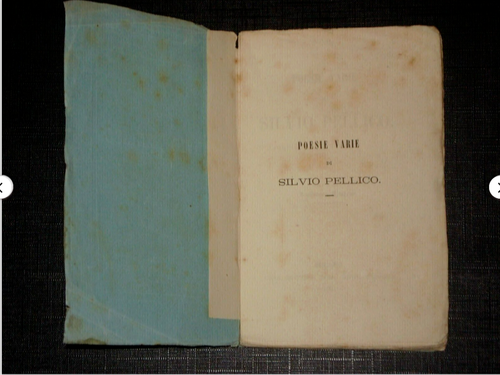 POESIE VARIE
DI
SILVIO PELLICO.